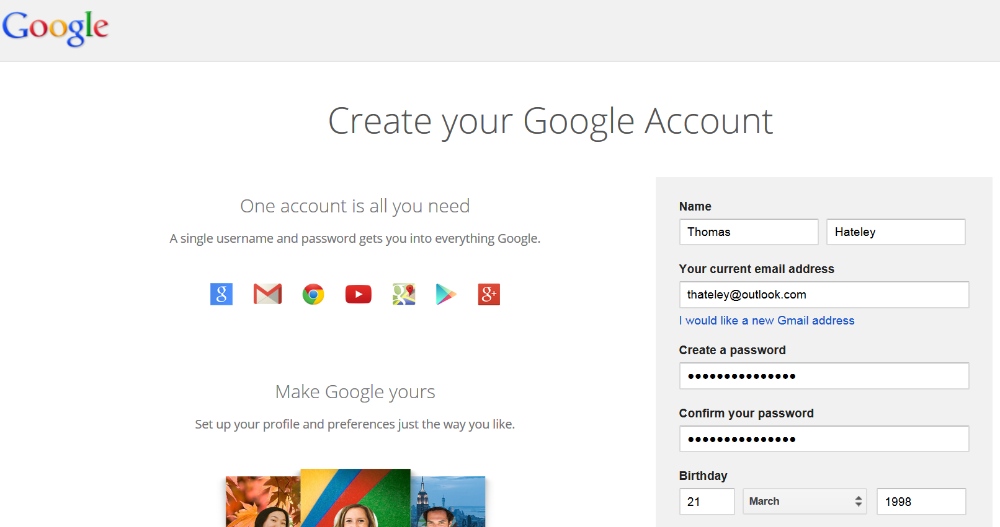 Google
Create your Google Account
One account is all you need
A single username and password gets you into everything Google.
g
g+
Make Google yours
Set up your profile and preferences just the way you like.
Name
Thomas Hateley
Your current email address
thateley@outlook.com
I would like a new Gmail address
Create a password
•••••••••••••••
Confirm your password
•••••••••••••••
Birthday
21 March 1998